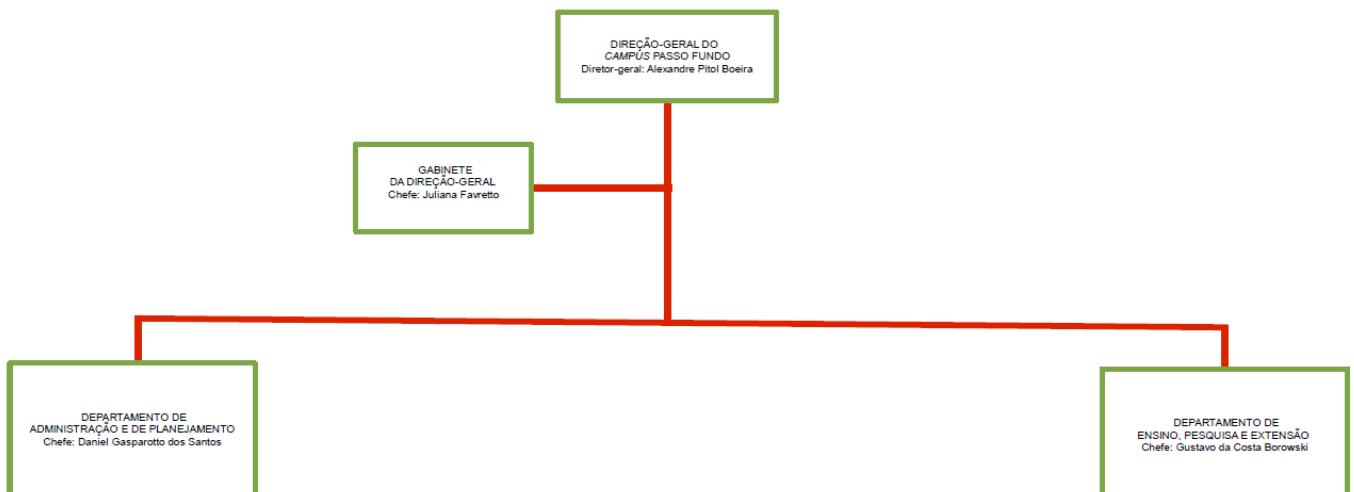 DIREÇÃO-GERAL DO
CAMPUS PASSO FUNDO
Diretor-geral: Alexandre Pitol Boeira
GABINETE
DA DIREÇÃO-GERAL
Chefe: Juliana Favretto
DEPARTAMENTO DE
ADMINISTRAÇÃO E DE PLANEJAMENTO
Chefe: Daniel Gasparotto dos Santos
DEPARTAMENTO DE
ENSINO, PESQUISA E EXTENSÃO
Chefe: Gustavo da Costa Borowski